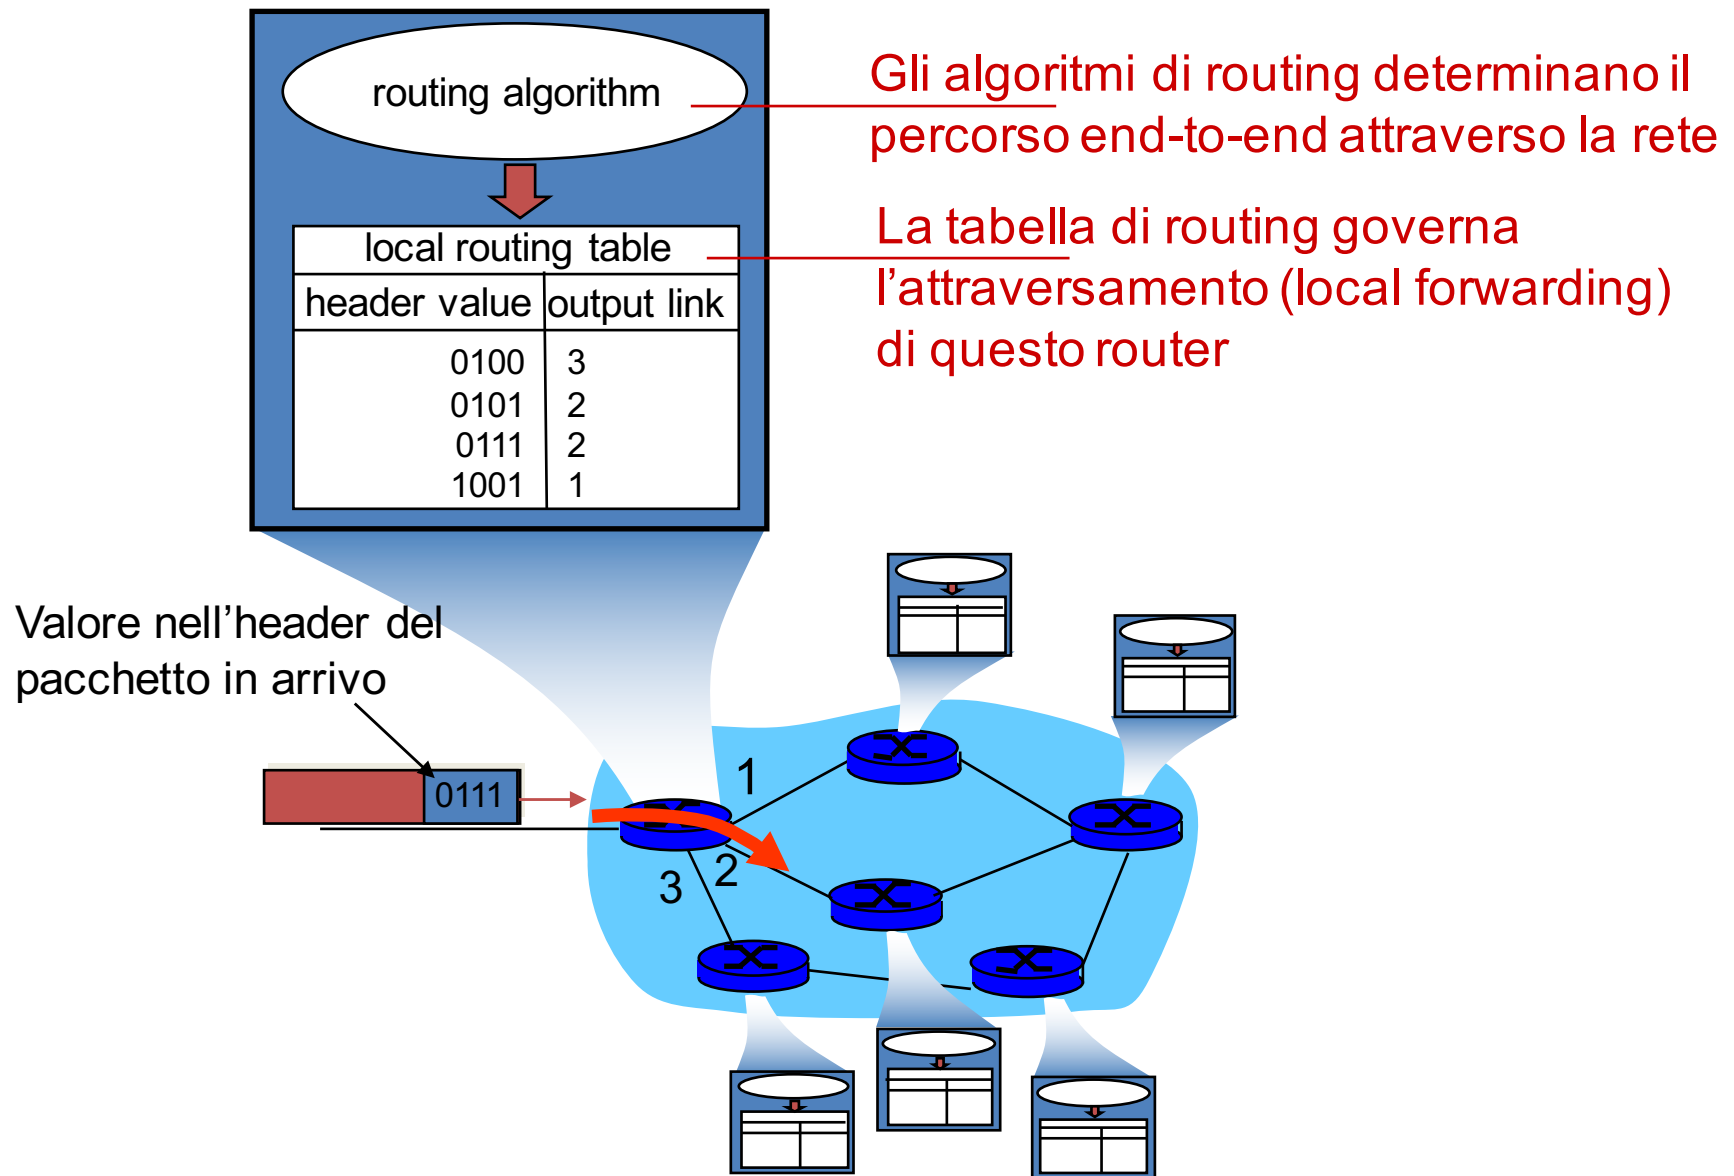 routing algorithm
Gli algoritmi di routing determinano il
percorso end-to-end attraverso la rete
local routing table
La tabella di routing governa
l’attraversamento (local forwarding)
di questo router
header value output link
0100 3
0101 2
0111 2
1001 1
Valore nell’header del
pacchetto in arrivo
0111
1
2
3